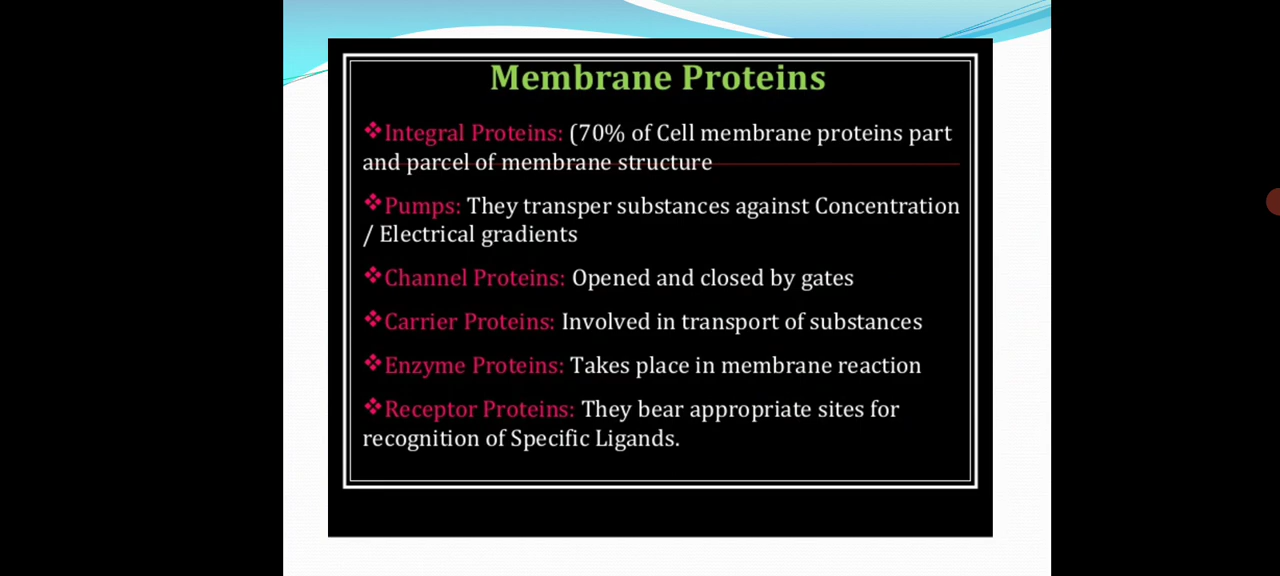 Membrane Proteins
❖Integral Proteins: (70% of Cell membrane proteins part
and parcel of membrane structure
❖Pumps: They transper substances against Concentration
/ Electrical gradients
❖Channel Proteins: Opened and closed by gates
❖Carrier Proteins: Involved in transport of substances
❖Enzyme Proteins: Takes place in membrane reaction
❖Receptor Proteins: They bear appropriate sites for
recognition of Specific Ligands.